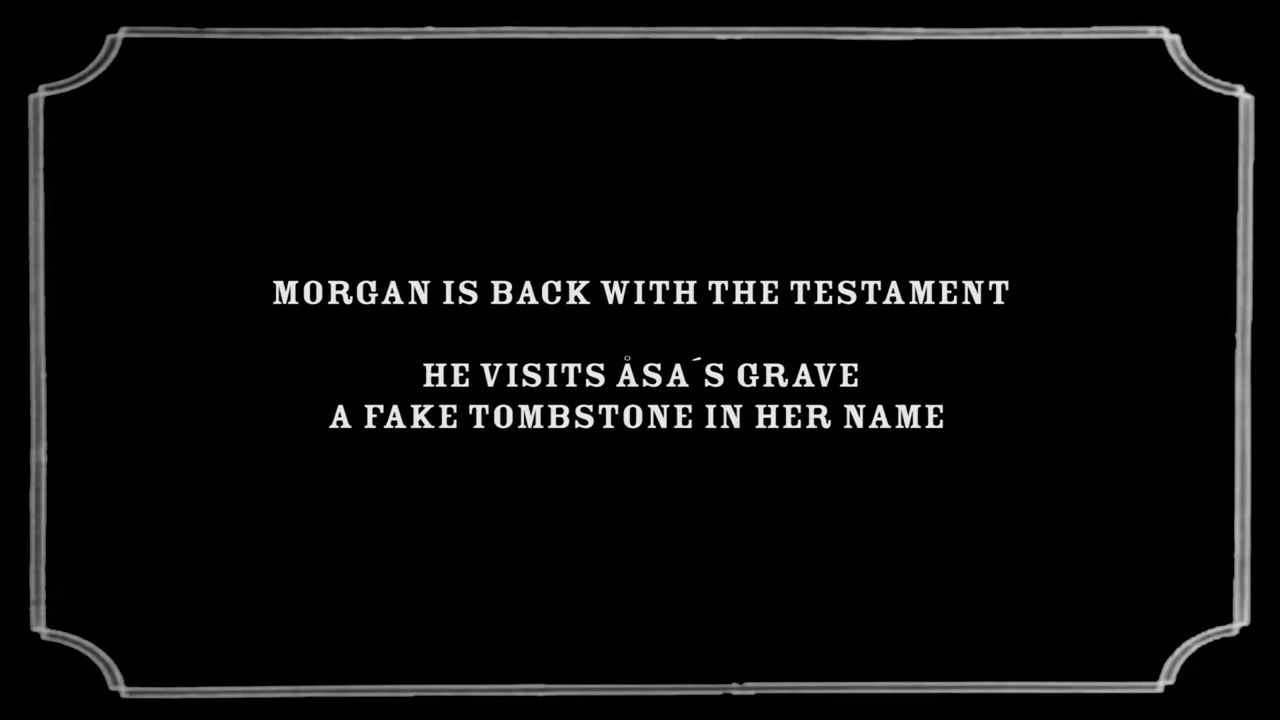 MORGAN IS BACK WITH THE TESTAMENT
HE VISITS ÅSA´S GRAVE
A FAKE TOMBSTONE IN HER NAME